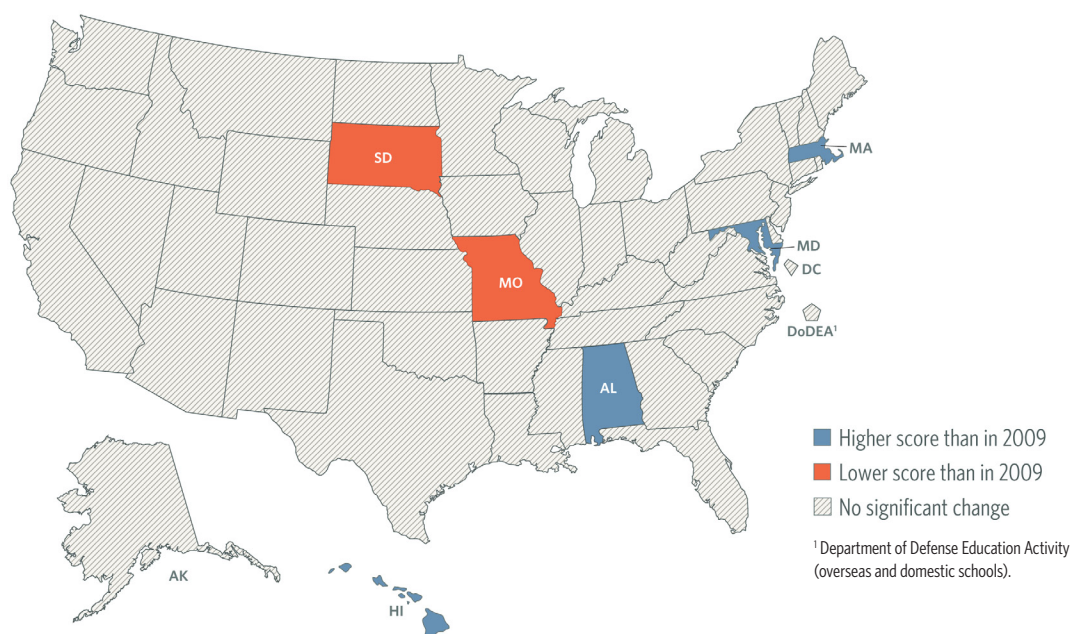 SD
MA
MO
MD
DC
DoDEA¹
AL
Higher score than in 2009
Lower score than in 2009
No significant change
¹ Department of Defense Education Activity
(overseas and domestic schools).
AK
HI